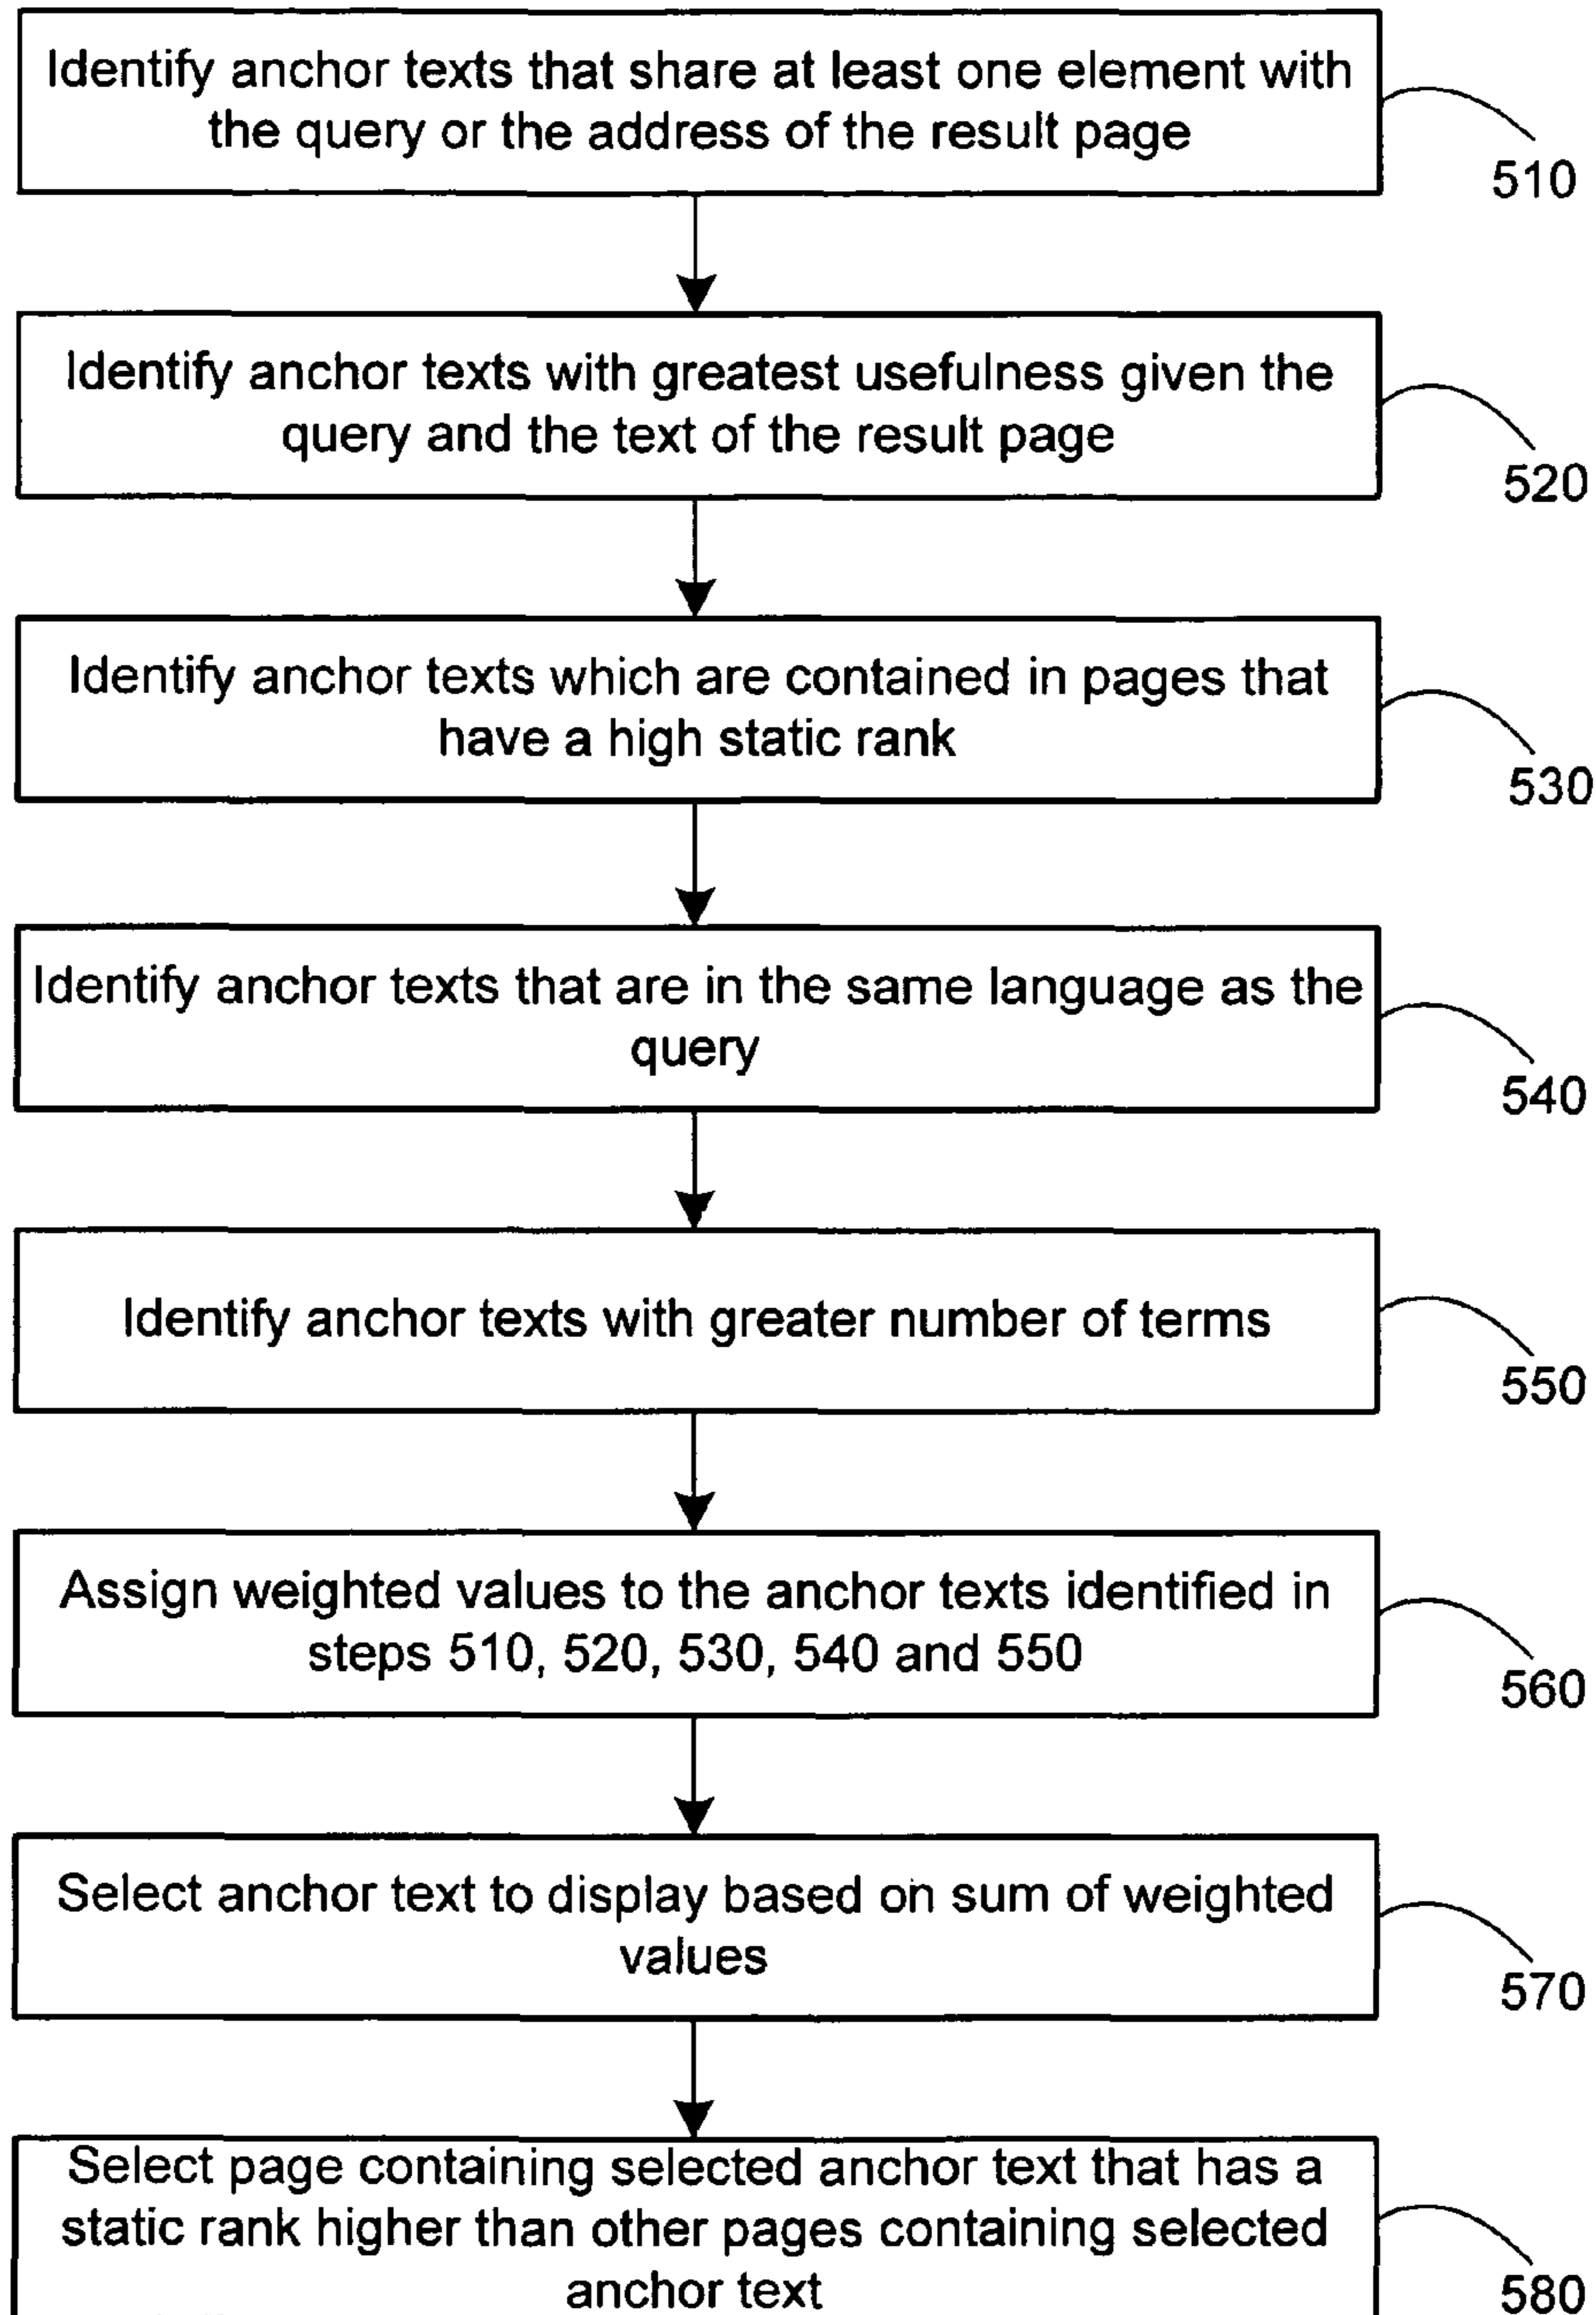 Identify anchor texts that share at least one element with
the query or the address of the result page
510
Identify anchor texts with greatest usefulness given the
query and the text of the result page
520
Identify anchor texts which are contained in pages that
have a high static rank
530
Identify anchor texts that are in the same language as the
query
540
Identify anchor texts with greater number of terms
550
Assign weighted values to the anchor texts identified in
steps 510, 520, 530, 540 and 550
560
Select anchor text to display based on sum of weighted
values
570
Select page containing selected anchor text that has a
static rank higher than other pages containing selected
anchor text
580